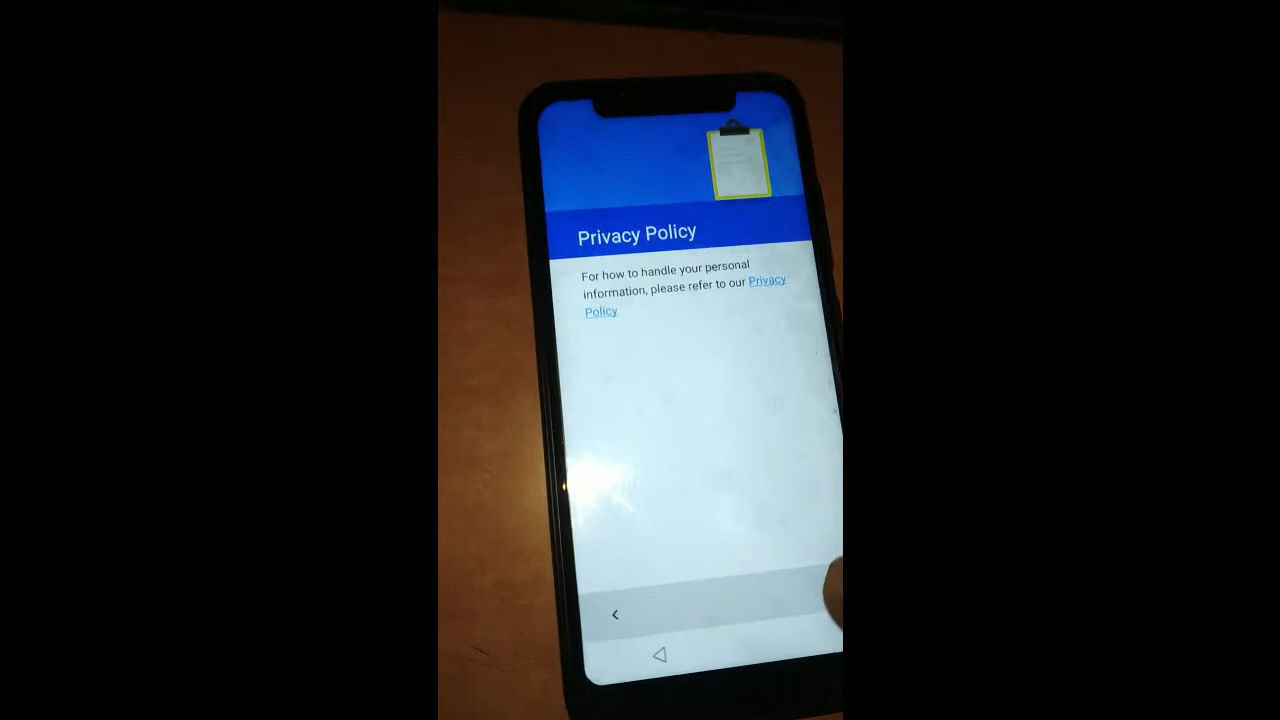 Privacy Policy
For how to handle your personal
information, please refer to our Privacy
Policy